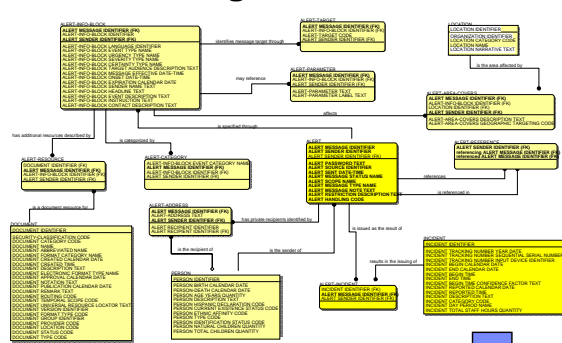 ALERT-INFO-BLOCK
ALERT MESSAGE IDENTIFIER (FK)
ALERT-INFO-BLOCK IDENTIFIER
ALERT SENDER IDENTIFIER (FK)
ALERT-INFO-BLOCK LANGUAGE IDENTIFIER
ALERT-INFO-BLOCK EVENT TYPE NAME
ALERT-INFO-BLOCK URGENCY TYPE NAME
ALERT-INFO-BLOCK SEVERITY TYPE NAME
ALERT-INFO-BLOCK CERTAINTY TYPE NAME
ALERT-INFO-BLOCK TARGET AUDIENCE DESCRIPTION TEXT
ALERT-INFO-BLOCK MESSAGE EFFECTIVE DATE-TIME
ALERT-INFO-BLOCK ONSET DATE-TIME
ALERT-INFO-BLOCK EXPIRATION CALENDAR DATE
ALERT-INFO-BLOCK SENDER NAME TEXT
ALERT-INFO-BLOCK HEADLINE TEXT
ALERT-INFO-BLOCK EVENT DESCRIPTION TEXT
ALERT-INFO-BLOCK INSTRUCTION TEXT
ALERT-INFO-BLOCK CONTACT DESCRIPTION TEXT
identifies message target through
ALERT-TARGET
ALERT MESSAGE IDENTIFIER (FK)
ALERT-INFO-BLOCK IDENTIFIER (FK)
ALERT-TARGET CODE
ALERT SENDER IDENTIFIER (FK)
LOCATION
LOCATION IDENTIFIER
ORGANIZATION IDENTIFIER
LOCATION CATEGORY CODE
LOCATION NAME
LOCATION NARRATIVE TEXT
is the area affected by
may reference
ALERT-PARAMETER
ALERT MESSAGE IDENTIFIER (FK)
ALERT-INFO-BLOCK IDENTIFIER (FK)
ALERT SENDER IDENTIFIER (FK)
ALERT-PARAMETER TEXT
ALERT-PARAMETER LABEL TEXT
affects
ALERT-AREA-COVERS
ALERT MESSAGE IDENTIFIER (FK)
ALERT-INFO-BLOCK IDENTIFIER (FK)
LOCATION IDENTIFIER (FK)
ALERT SENDER IDENTIFIER (FK)
ALERT-AREA-COVERS DESCRIPTION TEXT
ALERT-AREA-COVERS GEOGRAPHIC TARGETING CODE
has additional resources described by
is categorized by
is specified through
ALERT-RESOURCE
DOCUMENT IDENTIFIER (FK)
ALERT MESSAGE IDENTIFIER (FK)
ALERT-INFO-BLOCK IDENTIFIER (FK)
ALERT SENDER IDENTIFIER (FK)
ALERT-CATEGORY
ALERT-INFO-BLOCK EVENT CATEGORY NAME
ALERT MESSAGE IDENTIFIER (FK)
ALERT-INFO-BLOCK IDENTIFIER (FK)
ALERT SENDER IDENTIFIER (FK)
ALERT
ALERT MESSAGE IDENTIFIER
ALERT SENDER IDENTIFIER
ALERT SENDER IDENTIFIER (FK)
ALERT PASSWORD TEXT
ALERT SOURCE IDENTIFIER
ALERT SENT DATE-TIME
ALERT MESSAGE STATUS NAME
ALERT SCOPE NAME
ALERT MESSAGE TYPE NAME
ALERT MESSAGE NOTE TEXT
ALERT RESTRICTION DESCRIPTION TEXT
ALERT HANDLING CODE
ALERT-REFERENCE
ALERT SENDER IDENTIFIER (FK)
referencing ALERT MESSAGE IDENTIFIER (FK)
referenced ALERT MESSAGE IDENTIFIER (FK)
references
is referenced in
is a document resource for
ALERT-ADDRESS
ALERT MESSAGE IDENTIFIER (FK)
ALERT-ADDRESS TEXT
ALERT SENDER IDENTIFIER (FK)
ALERT RECIPIENT IDENTIFIER
ALERT RECIPIENT IDENTIFIER (FK)
has private recipients identified by
is issued as the result of
DOCUMENT
DOCUMENT IDENTIFIER
SECURITY-CLASSIFICATION CODE
DOCUMENT CATEGORY CODE
DOCUMENT NAME
DOCUMENT ABBREVIATED NAME
DOCUMENT FORMAT CATEGORY NAME
DOCUMENT CREATED CALENDAR DATE
DOCUMENT CREATED TIME
DOCUMENT DESCRIPTION TEXT
DOCUMENT ELECTRONIC FORMAT TYPE NAME
DOCUMENT APPROVAL CALENDAR DATE
DOCUMENT NOTATION TEXT
DOCUMENT PUBLICATION TEXT
DOCUMENT REMARK TEXT
DOCUMENT ROUTING CODE
DOCUMENT TEMPORAL SCOPE CODE
DOCUMENT UNIVERSAL RESOURCE LOCATOR TEXT
DOCUMENT VERSION IDENTIFIER
DOCUMENT FORMAT TYPE CODE
DOCUMENT GROUP IDENTIFIER
DOCUMENT PROVIDER CODE
DOCUMENT LOCATION CODE
DOCUMENT STATUS CODE
DOCUMENT TYPE CODE
is the recipient of
is the sender of
PERSON
PERSON IDENTIFIER
PERSON BIRTH CALENDAR DATE
PERSON DEATH CALENDAR DATE
PERSON AGE YEARS QUANTITY
PERSON DESCRIPTION TEXT
PERSON HISPANIC DECLARATION CODE
PERSON CURRENT EXISTENCE STATUS CODE
PERSON ETHNIC AFFINITY CODE
PERSON TYPE CODE
PERSON IDENTIFICATION STATUS CODE
PERSON NATURAL CHILDREN QUANTITY
PERSON TOTAL CHILDREN QUANTITY
results in the issuing of
ALERT-INCIDENT
INCIDENT IDENTIFIER (FK)
ALERT MESSAGE IDENTIFIER (FK)
ALERT SENDER IDENTIFIER (FK)
INCIDENT
INCIDENT IDENTIFIER
INCIDENT TRACKING NUMBER YEAR DATE
INCIDENT TRACKING NUMBER SEQUENTIAL SERIAL NUMBER
INCIDENT TRACKING NUMBER INPUT DEVICE IDENTIFIER
INCIDENT BEGIN CALENDAR DATE
INCIDENT END CALENDAR DATE
INCIDENT BEGIN TIME
INCIDENT END TIME
INCIDENT BEGIN TIME CONFIDENCE FACTOR TEXT
INCIDENT REPORTED CALENDAR DATE
INCIDENT REPORTED TIME
INCIDENT DESCRIPTION TEXT
INCIDENT CATEGORY CODE
INCIDENT DAY PERIOD NAME
INCIDENT TOTAL STAFF HOURS QUANTITY